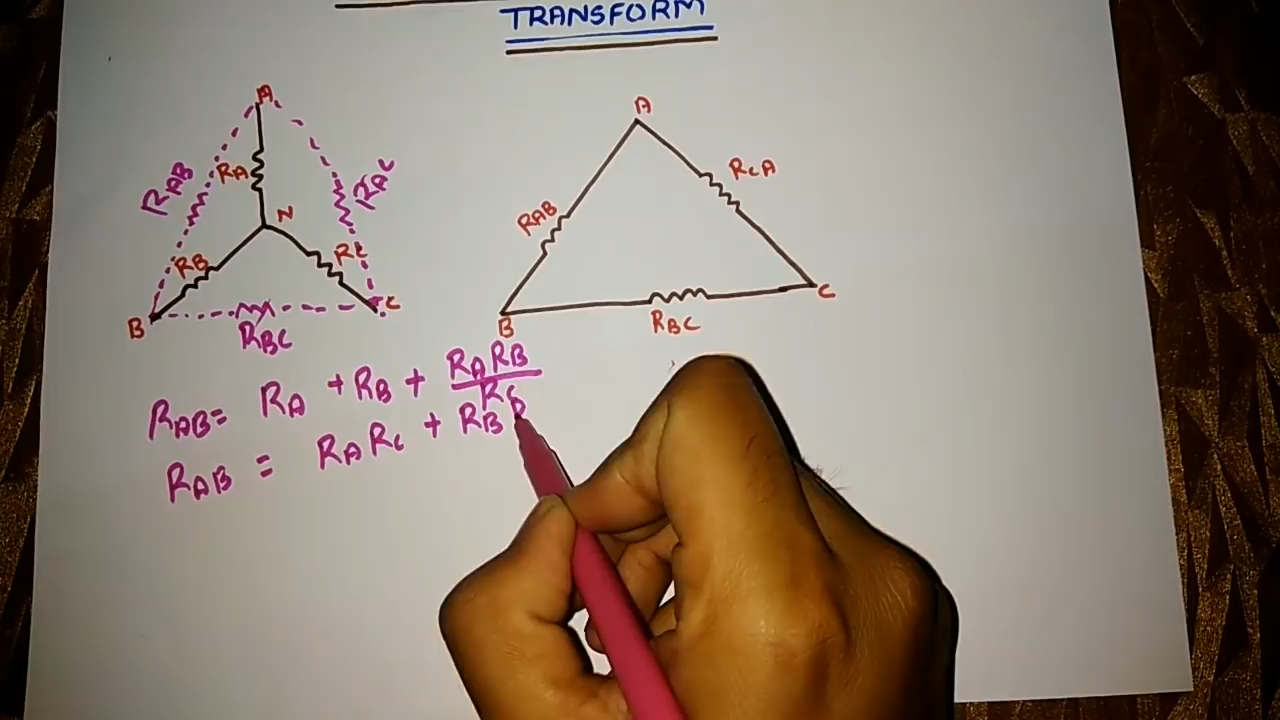 TRANSFORM
A
RAB
RA
RAC
N
RB
RC
B
RBC
C
A
RAB
RCA
B
RBC
C
RAB = RA + RB + RARB/RC
RAB = RARC + RB